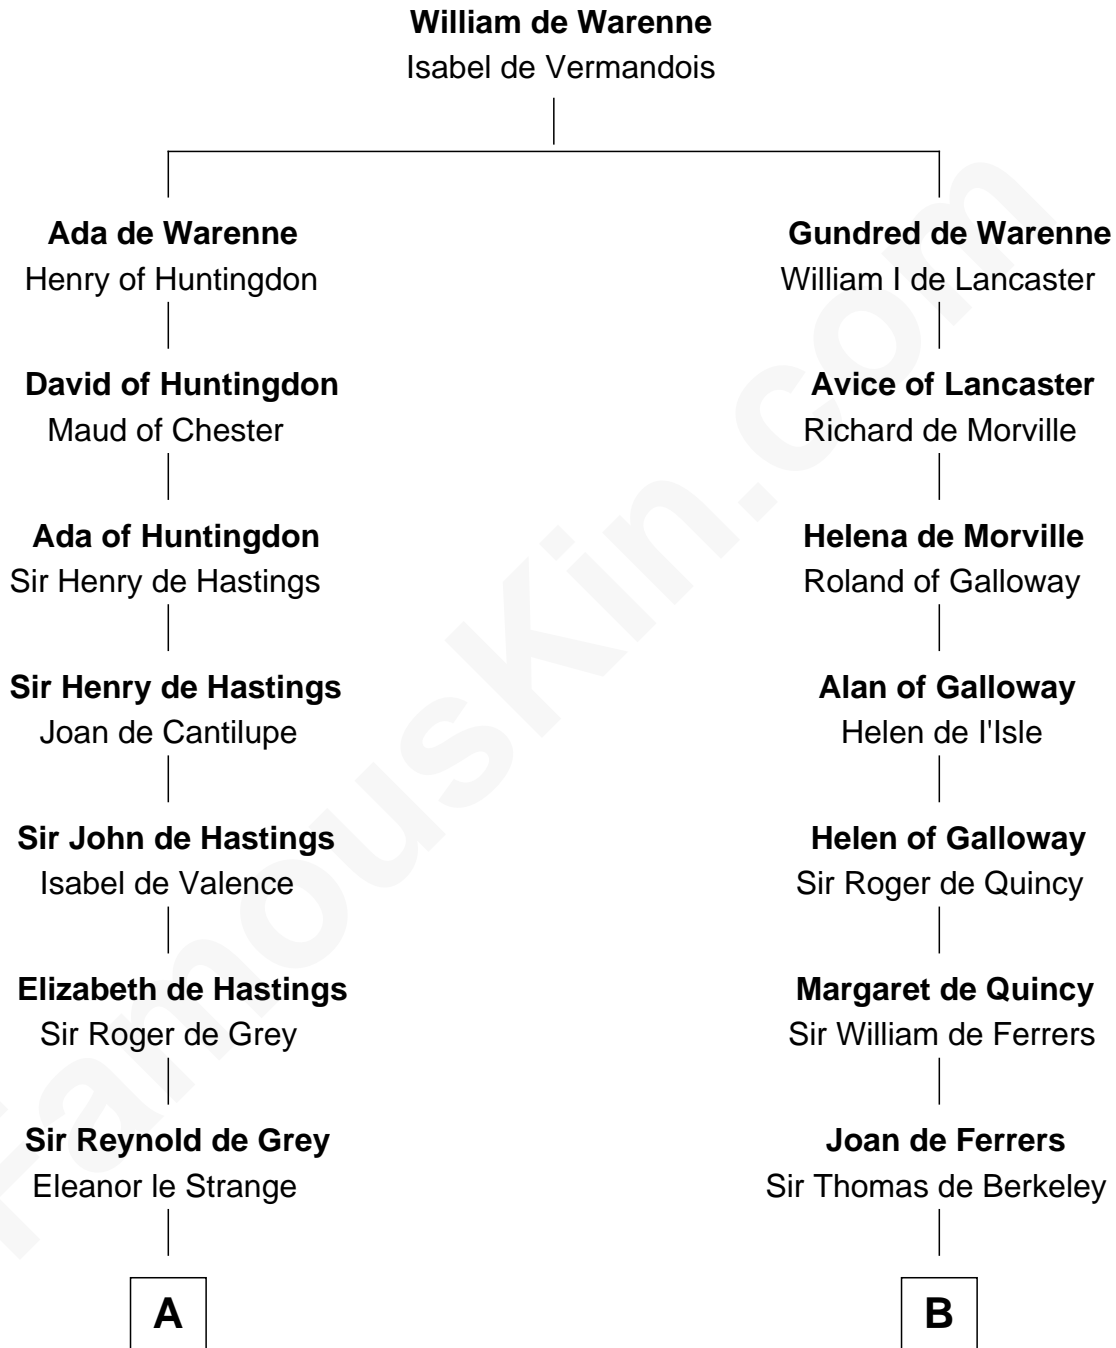 William de Warenne
Isabel de Vermandois
Ada de Warenne
Henry of Huntingdon
David of Huntingdon
Maud of Chester
Ada of Huntingdon
Sir Henry de Hastings
Sir Henry de Hastings
Joan de Cantilupe
Sir John de Hastings
Isabel de Valence
Elizabeth de Hastings
Sir Roger de Grey
Sir Reynold de Grey
Eleanor le Strange
A
Gundred de Warenne
William I de Lancaster
Avice of Lancaster
Richard de Morville
Helena de Morville
Roland of Galloway
Alan of Galloway
Helen de I'Isle
Helen of Galloway
Sir Roger de Quincy
Margaret de Quincy
Sir William de Ferrers
Joan de Ferrers
Sir Thomas de Berkeley
B
FamousKin.com